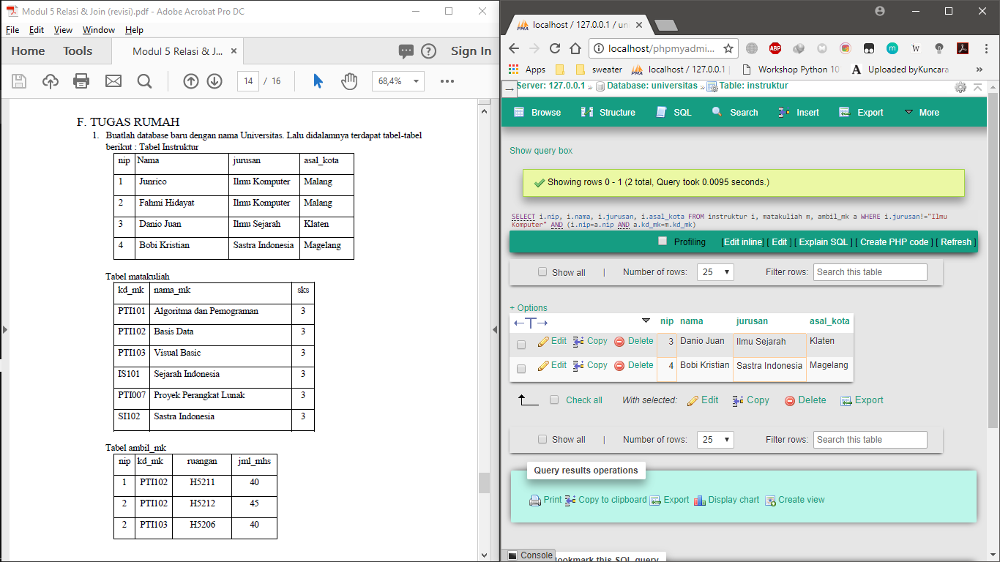 Modul 5 Relasi & Join (revisi).pdf - Adobe Acrobat Pro DC
File Edit View Window Help
Home Tools Modul 5 Relasi & J... × Sign In
14 / 16 68,4%
F. TUGAS RUMAH
1. Buatlah database baru dengan nama Universitas. Lalu didalamnya terdapat tabel-tabel
berikut : Tabel Instruktur
nip Nama jurusan asal_kota
1 Junrico Ilmu Komputer Malang
2 Fahmi Hidayat Ilmu Komputer Malang
3 Danio Juan Ilmu Sejarah Klaten
4 Bobi Kristian Sastra Indonesia Magelang
Tabel matakuliah
kd_mk nama_mk sks
PTI101 Algoritma dan Pemograman 3
PTI102 Basis Data 3
PTI103 Visual Basic 3
IS101 Sejarah Indonesia 3
PTI007 Proyek Perangkat Lunak 3
SI102 Sastra Indonesia 3
Tabel ambil_mk
nip kd_mk ruangan jml_mhs
1 PTI102 H5211 40
2 PTI102 H5212 45
2 PTI103 H5206 40
PMA localhost / 127.0.0.1 / un
localhost/phpmyadmi... ABP m W
Apps sweater PMA localhost / 127.0.0.1 | Workshop Python 10 A Uploaded byKuncara »
Server: 127.0.0.1 » Database: universitas » Table: instruktur
Browse Structure SQL Search Insert Export More
Show query box
Showing rows 0 - 1 (2 total, Query took 0.0095 seconds.)
SELECT i.nip, i.nama, i.jurusan, i.asal_kota FROM instruktur i, matakuliah m, ambil_mk a WHERE i.jurusan!="Ilmu
Komputer" AND (i.nip=a.nip AND a.kd_mk=m.kd_mk)
Profiling [Edit inline] [ Edit ] [ Explain SQL ] [ Create PHP code ] [ Refresh ]
Show all | Number of rows: 25 Filter rows: Search this table
+ Options
←T→ nip nama jurusan asal_kota
Edit Copy Delete 3 Danio Juan Ilmu Sejarah Klaten
Edit Copy Delete 4 Bobi Kristian Sastra Indonesia Magelang
Check all With selected: Edit Copy Delete Export
Show all | Number of rows: 25 Filter rows: Search this table
Query results operations
Print Copy to clipboard Export Display chart Create view
Console Bookmark this SQL query